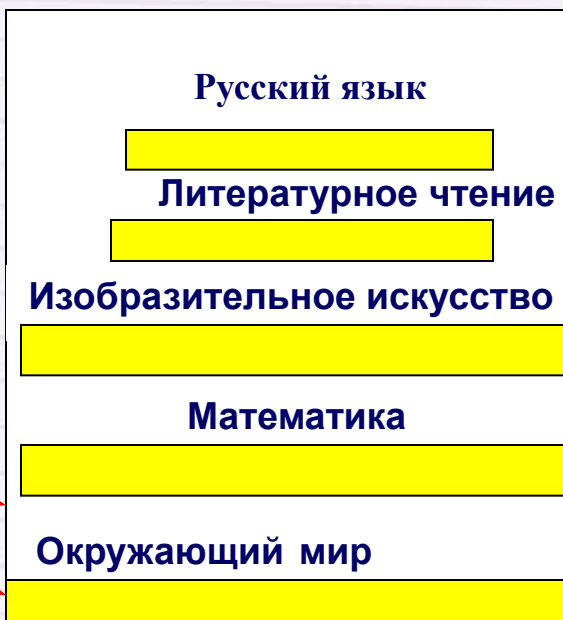 Русский язык
Литературное чтение
Изобразительное искусство
Математика
Окружающий мир